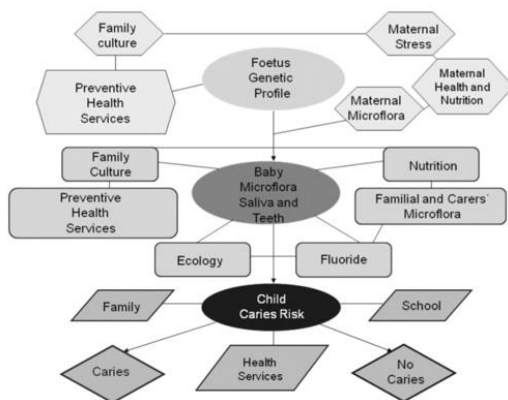 Family
culture
Maternal
Stress
Foetus
Genetic
Profile
Preventive
Health
Services
Maternal
Health and
Nutrition
Maternal
Microflora
Family
Culture
Nutrition
Baby
Microflora
Saliva and
Teeth
Preventive
Health
Services
Familial and Carers´
Microflora
Ecology
Fluoride
Child
Caries Risk
Family
School
Caries
Health
Services
No
Caries